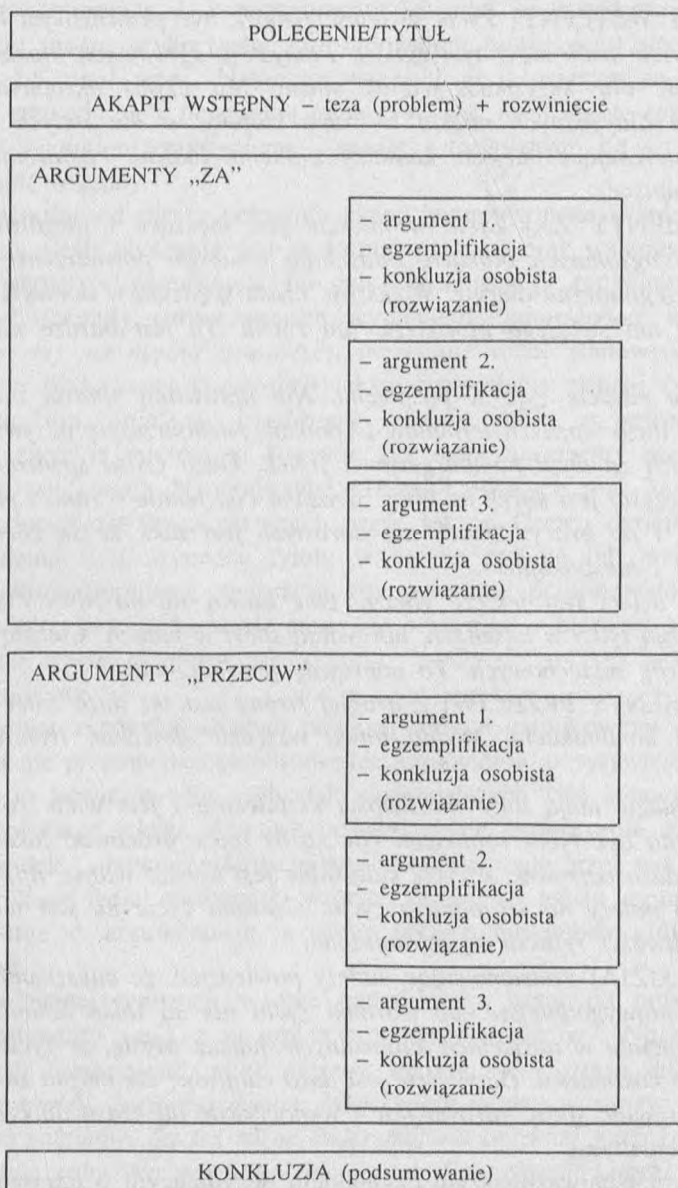 POLECENIE/TYTUŁ
AKAPIT WSTĘPNY – teza (problem) + rozwinięcie
ARGUMENTY „ZA”
– argument 1.
– egzemplifikacja
– konkluzja osobista
(rozwiązanie)
– argument 2.
– egzemplifikacja
– konkluzja osobista
(rozwiązanie)
– argument 3.
– egzemplifikacja
– konkluzja osobista
(rozwiązanie)
ARGUMENTY „PRZECIW”
– argument 1.
– egzemplifikacja
– konkluzja osobista
(rozwiązanie)
– argument 2.
– egzemplifikacja
– konkluzja osobista
(rozwiązanie)
– argument 3.
– egzemplifikacja
– konkluzja osobista
(rozwiązanie)
KONKLUZJA (podsumowanie)